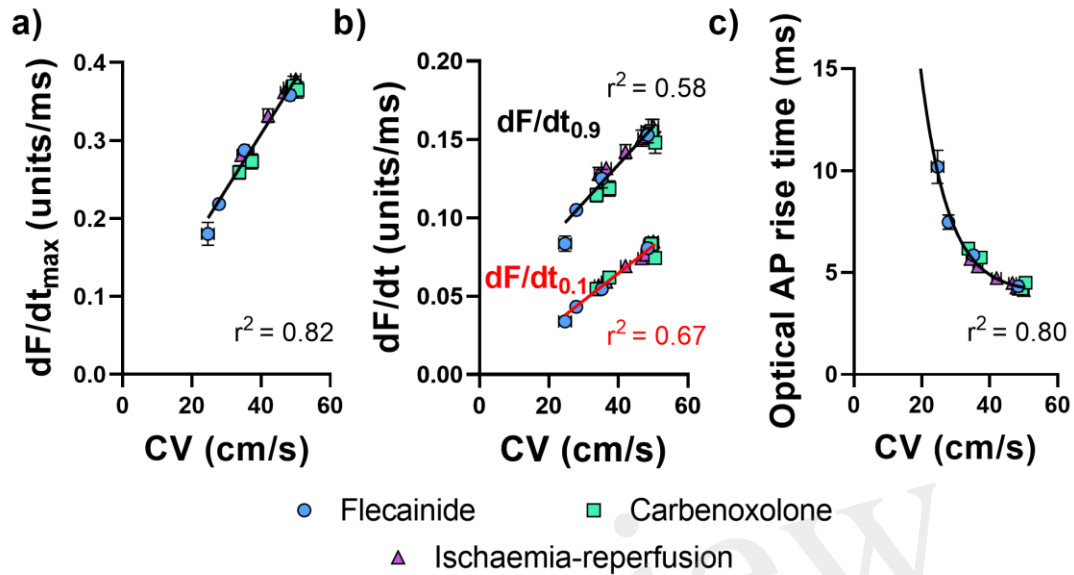 a)
dF/dtmax (units/ms)
0.4
0.3
0.2
0.1
0.0
r2 = 0.82
0 20 40 60
CV (cm/s)
b)
dF/dt (units/ms)
0.20
0.15
0.10
0.05
0.00
r2 = 0.58
dF/dt0.9
dF/dt0.1
r2 = 0.67
0 20 40 60
CV (cm/s)
c)
Optical AP rise time (ms)
15
10
5
0
r2 = 0.80
0 20 40 60
CV (cm/s)
Flecainide
Carbenoxolone
Ischaemia-reperfusion